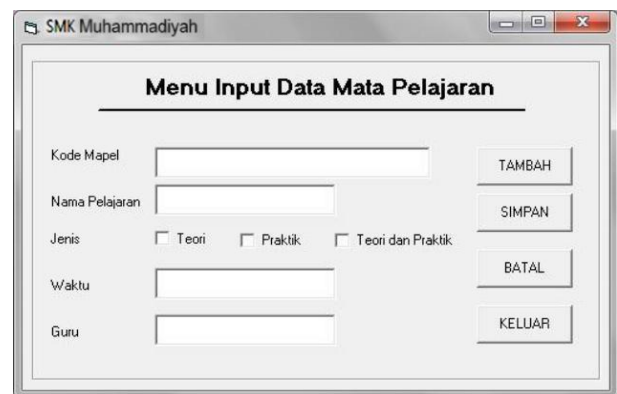 SMK Muhammadiyah
Menu Input Data Mata Pelajaran
Kode Mapel
TAMBAH
Nama Pelajaran
SIMPAN
Jenis Teori Praktik Teori dan Praktik
BATAL
Waktu
KELUAR
Guru